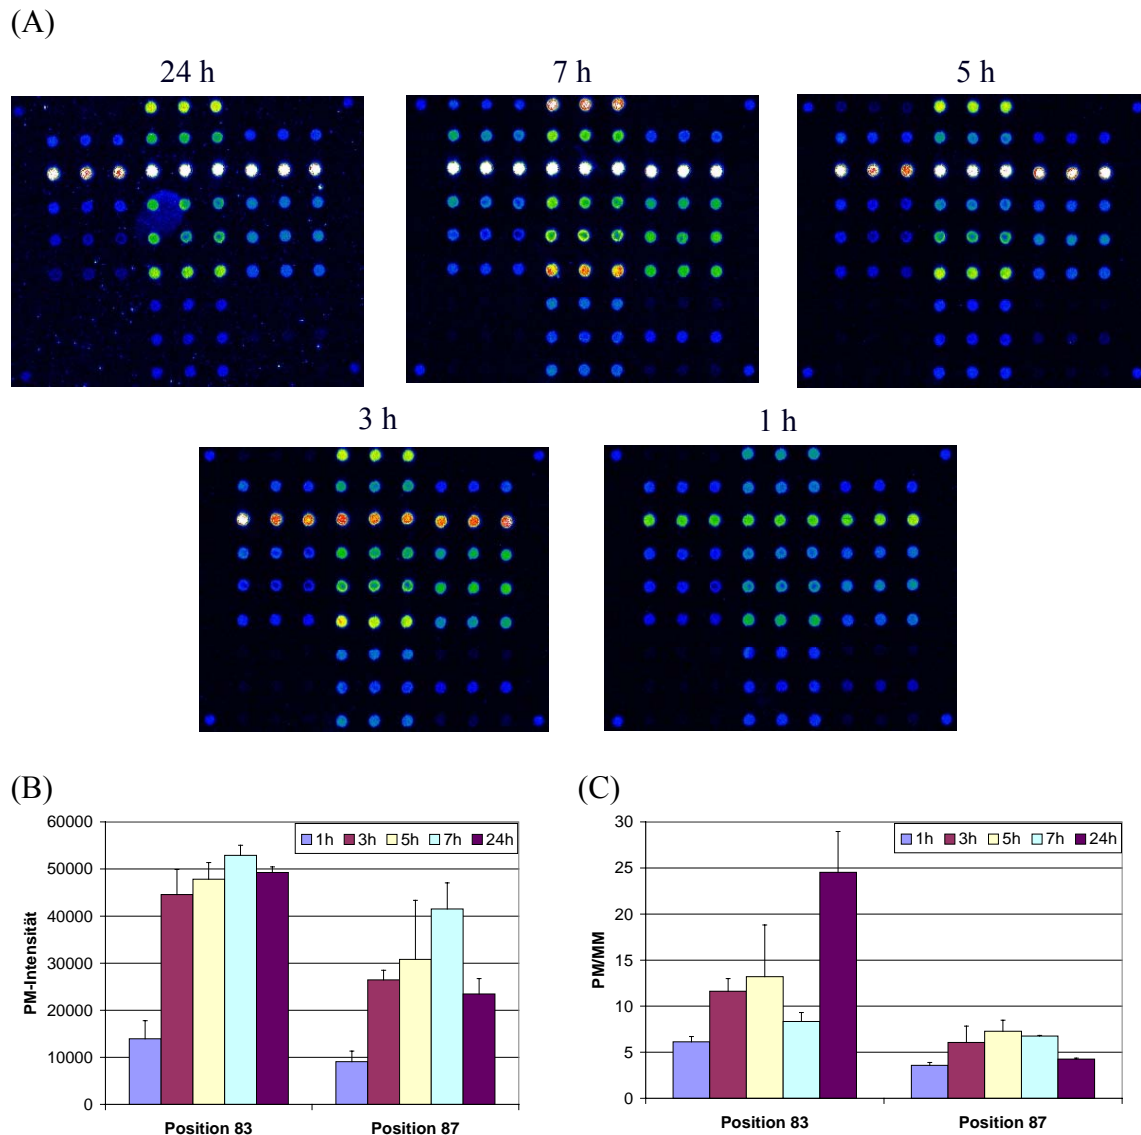 (A)
24 h
7 h
5 h
3 h
1 h
(B)
60000
50000
40000
30000
20000
10000
0
PM-Intensität
1h 3h 5h 7h 24h
Position 83
Position 87
(C)
30
25
20
15
10
5
0
PM/MM
1h 3h 5h 7h 24h
Position 83
Position 87